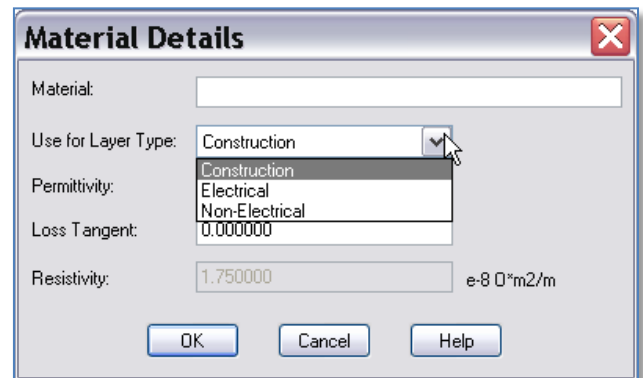 Material Details
Material:
Use for Layer Type: Construction
Construction
Permittivity: Electrical
Non-Electrical
Loss Tangent: 0.000000
Resistivity: 1.750000 e-8 O*m2/m
OK Cancel Help